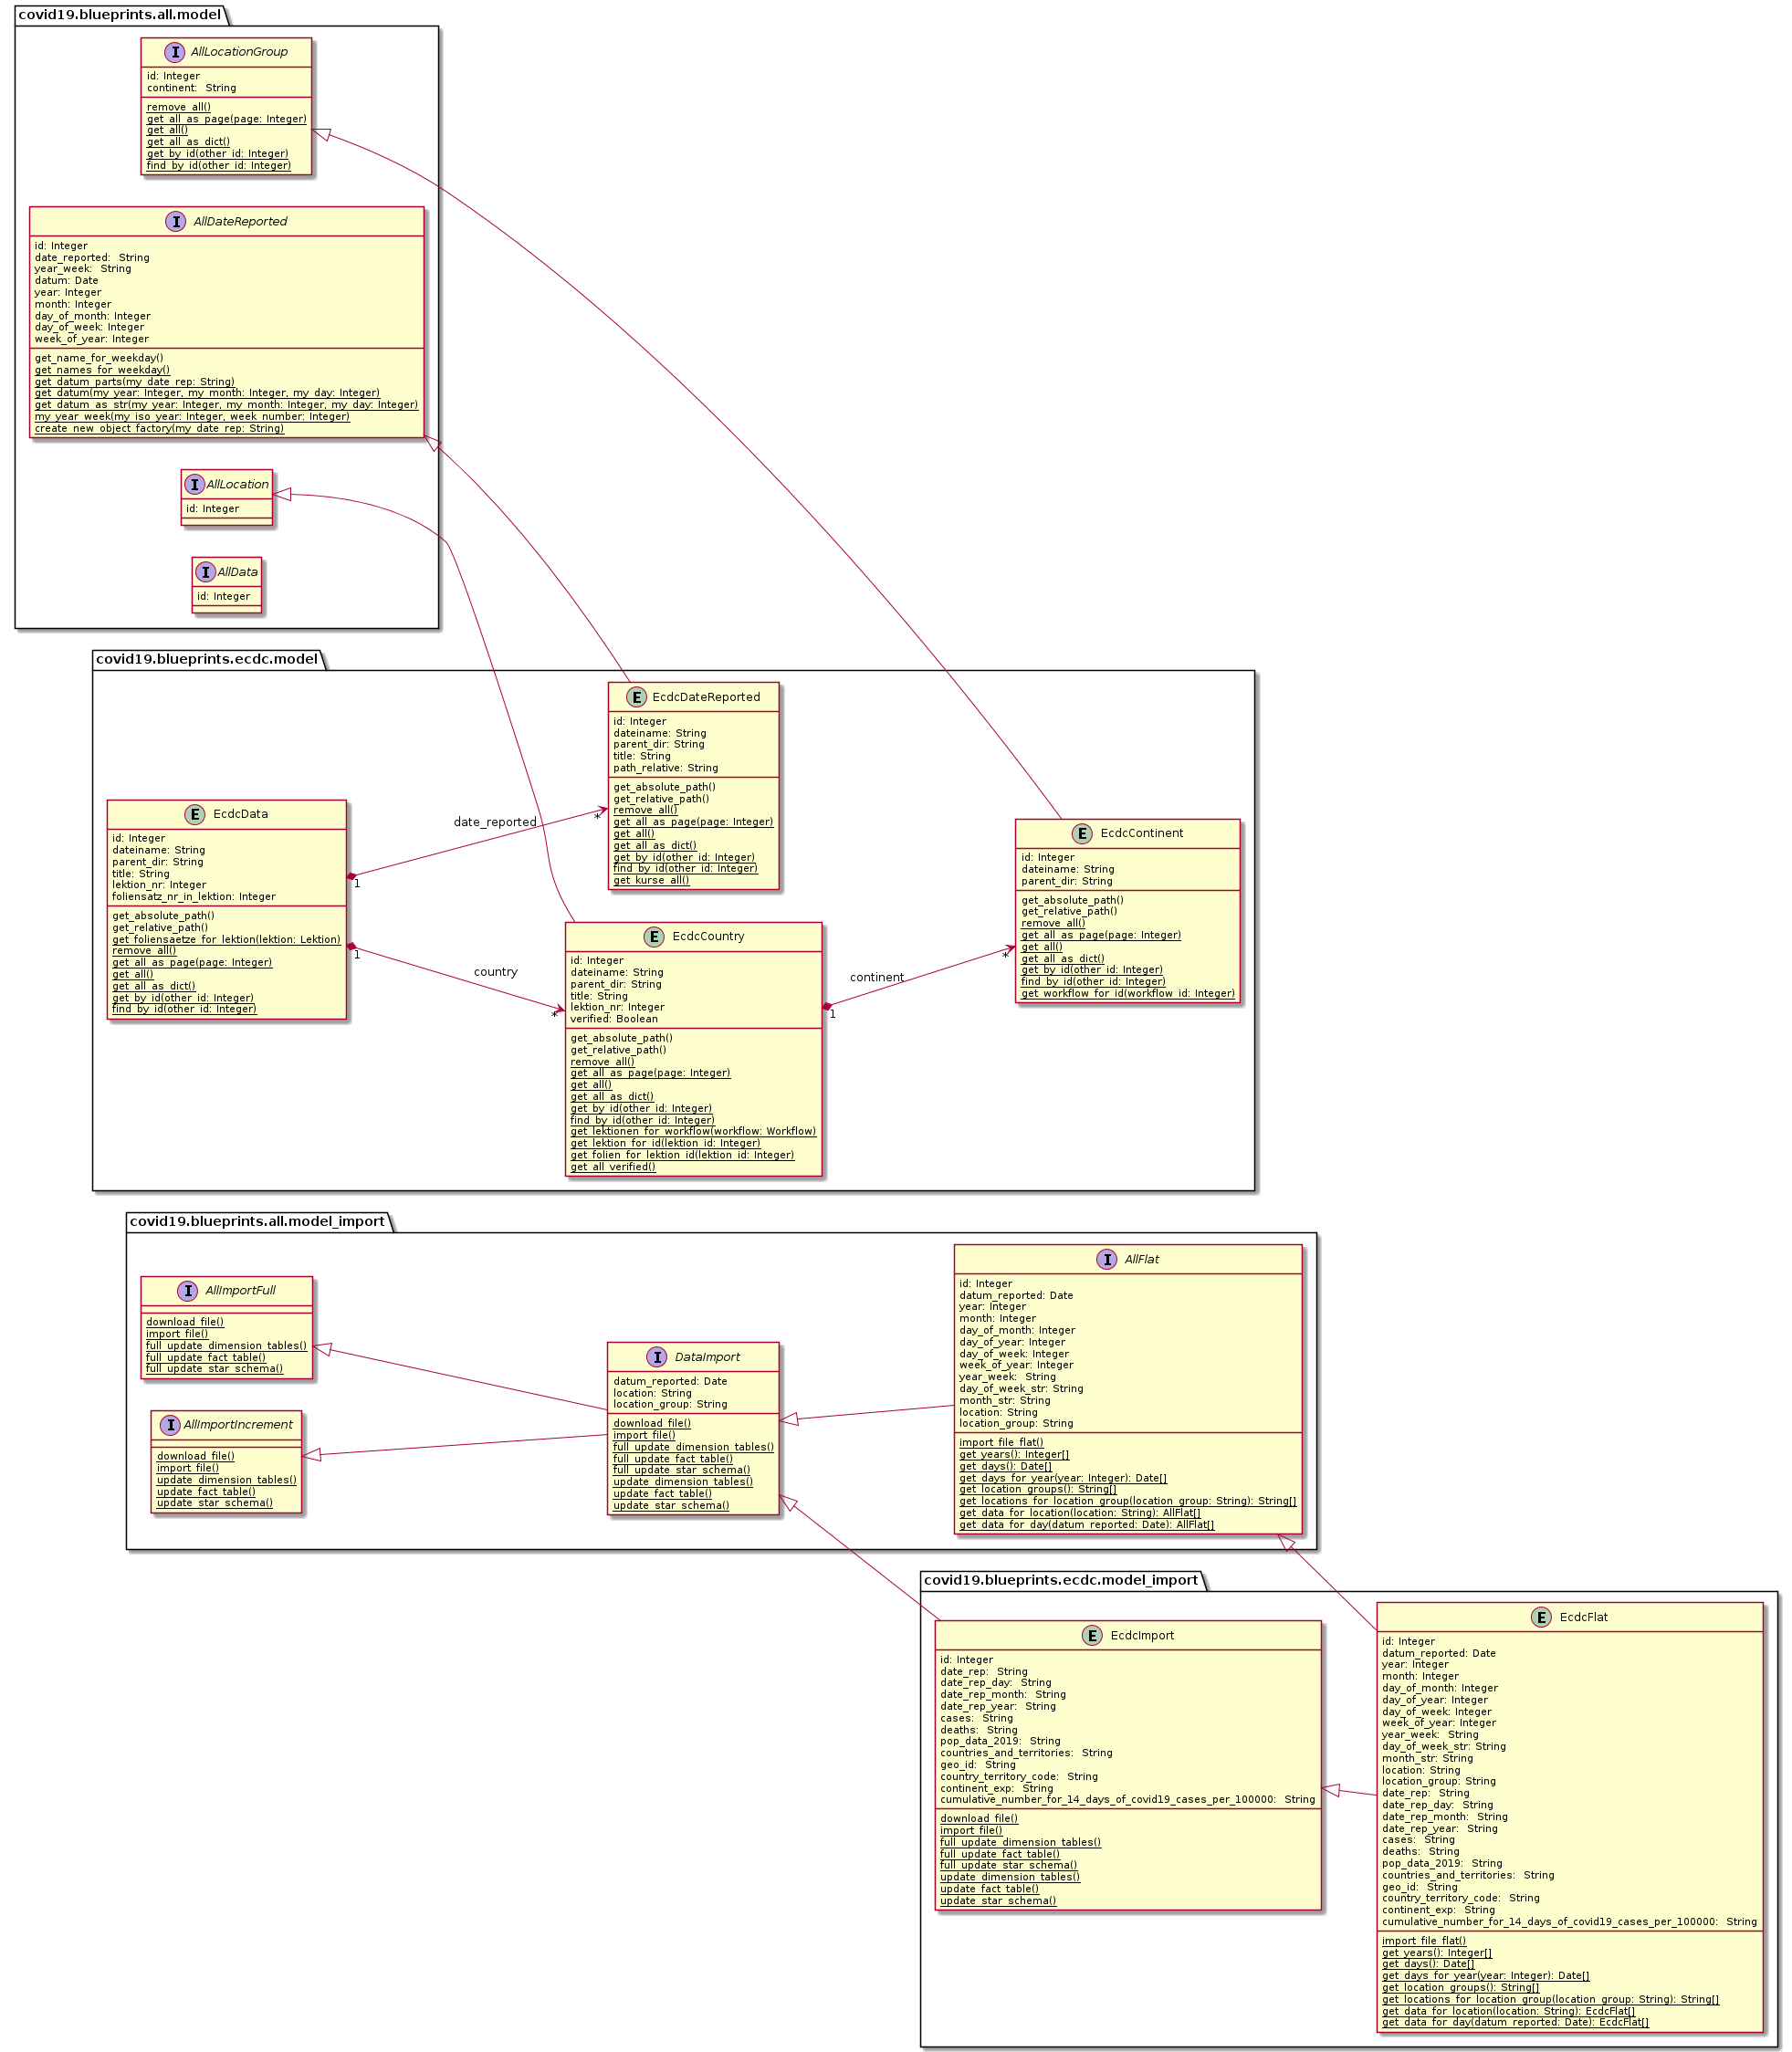 covid19.blueprints.all.model
I AllLocationGroup
id: Integer
continent:  String
remove_all()
get_all_as_page(page: Integer)
get_all()
get_all_as_dict()
get_by_id(other_id: Integer)
find_by_id(other_id: Integer)
I AllDateReported
id: Integer
date_reported:  String
year_week:  String
datum: Date
year: Integer
month: Integer
day_of_month: Integer
day_of_week: Integer
week_of_year: Integer
get_name_for_weekday()
get_names_for_weekday()
get_datum_parts(my_date_rep: String)
get_datum(my_year: Integer, my_month: Integer, my_day: Integer)
get_datum_as_str(my_year: Integer, my_month: Integer, my_day: Integer)
my_year_week(my_iso_year: Integer, week_number: Integer)
create_new_object_factory(my_date_rep: String)
I AllLocation
id: Integer
I AllData
id: Integer
covid19.blueprints.ecdc.model
E EcdcDateReported
id: Integer
dateiname: String
parent_dir: String
title: String
path_relative: String
get_absolute_path()
get_relative_path()
remove_all()
get_all_as_page(page: Integer)
get_all()
get_all_as_dict()
get_by_id(other_id: Integer)
find_by_id(other_id: Integer)
get_kurse_all()
E EcdcData
id: Integer
dateiname: String
parent_dir: String
title: String
lektion_nr: Integer
foliensatz_nr_in_lektion: Integer
get_absolute_path()
get_relative_path()
get_foliensaetze_for_lektion(lektion: Lektion)
remove_all()
get_all_as_page(page: Integer)
get_all()
get_all_as_dict()
get_by_id(other_id: Integer)
find_by_id(other_id: Integer)
date_reported
1
*
country
1
*
E EcdcCountry
id: Integer
dateiname: String
parent_dir: String
title: String
lektion_nr: Integer
verified: Boolean
get_absolute_path()
get_relative_path()
remove_all()
get_all_as_page(page: Integer)
get_all()
get_all_as_dict()
get_by_id(other_id: Integer)
find_by_id(other_id: Integer)
get_lektionen_for_workflow(workflow: Workflow)
get_lektion_for_id(lektion_id: Integer)
get_folien_for_lektion_id(lektion_id: Integer)
get_all_verified()
continent
1
*
E EcdcContinent
id: Integer
dateiname: String
parent_dir: String
get_absolute_path()
get_relative_path()
remove_all()
get_all_as_page(page: Integer)
get_all()
get_all_as_dict()
get_by_id(other_id: Integer)
find_by_id(other_id: Integer)
get_workflow_for_id(workflow_id: Integer)
covid19.blueprints.all.model_import
I AllImportFull
download_file()
import_file()
full_update_dimension_tables()
full_update_fact_table()
full_update_star_schema()
I AllImportIncrement
download_file()
import_file()
update_dimension_tables()
update_fact_table()
update_star_schema()
I DataImport
datum_reported: Date
location: String
location_group: String
download_file()
import_file()
full_update_dimension_tables()
full_update_fact_table()
full_update_star_schema()
update_dimension_tables()
update_fact_table()
update_star_schema()
I AllFlat
id: Integer
datum_reported: Date
year: Integer
month: Integer
day_of_month: Integer
day_of_year: Integer
day_of_week: Integer
week_of_year: Integer
year_week:  String
day_of_week_str: String
month_str: String
location: String
location_group: String
import_file_flat()
get_years(): Integer[]
get_days(): Date[]
get_days_for_year(year: Integer): Date[]
get_location_groups(): String[]
get_locations_for_location_group(location_group: String): String[]
get_data_for_location(location: String): AllFlat[]
get_data_for_day(datum_reported: Date): AllFlat[]
covid19.blueprints.ecdc.model_import
E EcdcImport
id: Integer
date_rep:  String
date_rep_day:  String
date_rep_month:  String
date_rep_year:  String
cases:  String
deaths:  String
pop_data_2019:  String
countries_and_territories:  String
geo_id:  String
country_territory_code:  String
continent_exp:  String
cumulative_number_for_14_days_of_covid19_cases_per_100000:  String
download_file()
import_file()
full_update_dimension_tables()
full_update_fact_table()
full_update_star_schema()
update_dimension_tables()
update_fact_table()
update_star_schema()
E EcdcFlat
id: Integer
datum_reported: Date
year: Integer
month: Integer
day_of_month: Integer
day_of_year: Integer
day_of_week: Integer
week_of_year: Integer
year_week:  String
day_of_week_str: String
month_str: String
location: String
location_group: String
date_rep:  String
date_rep_day:  String
date_rep_month:  String
date_rep_year:  String
cases:  String
deaths:  String
pop_data_2019:  String
countries_and_territories:  String
geo_id:  String
country_territory_code:  String
continent_exp:  String
cumulative_number_for_14_days_of_covid19_cases_per_100000:  String
import_file_flat()
get_years(): Integer[]
get_days(): Date[]
get_days_for_year(year: Integer): Date[]
get_location_groups(): String[]
get_locations_for_location_group(location_group: String): String[]
get_data_for_location(location: String): EcdcFlat[]
get_data_for_day(datum_reported: Date): EcdcFlat[]